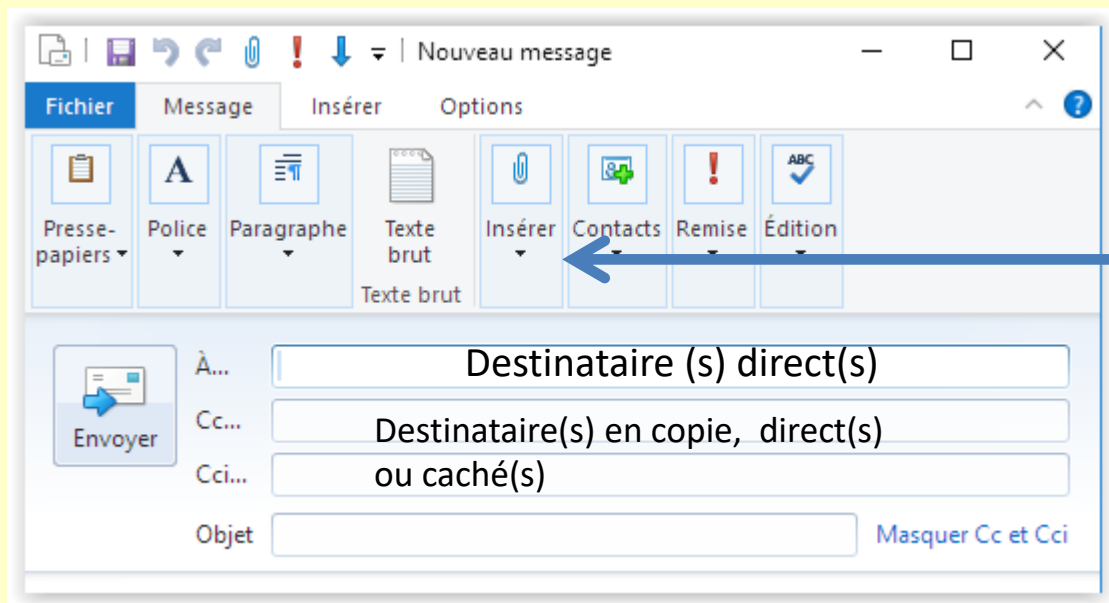 Nouveau message
Fichier Message Insérer Options
Presse-papiers Police Paragraphe Texte brut Insérer Contacts Remise Édition
ABC
Texte brut
À... Destinataire (s) direct(s)
Cc... Destinataire(s) en copie, direct(s)
Cci... ou caché(s)
Envoyer
Objet Masquer Cc et Cci